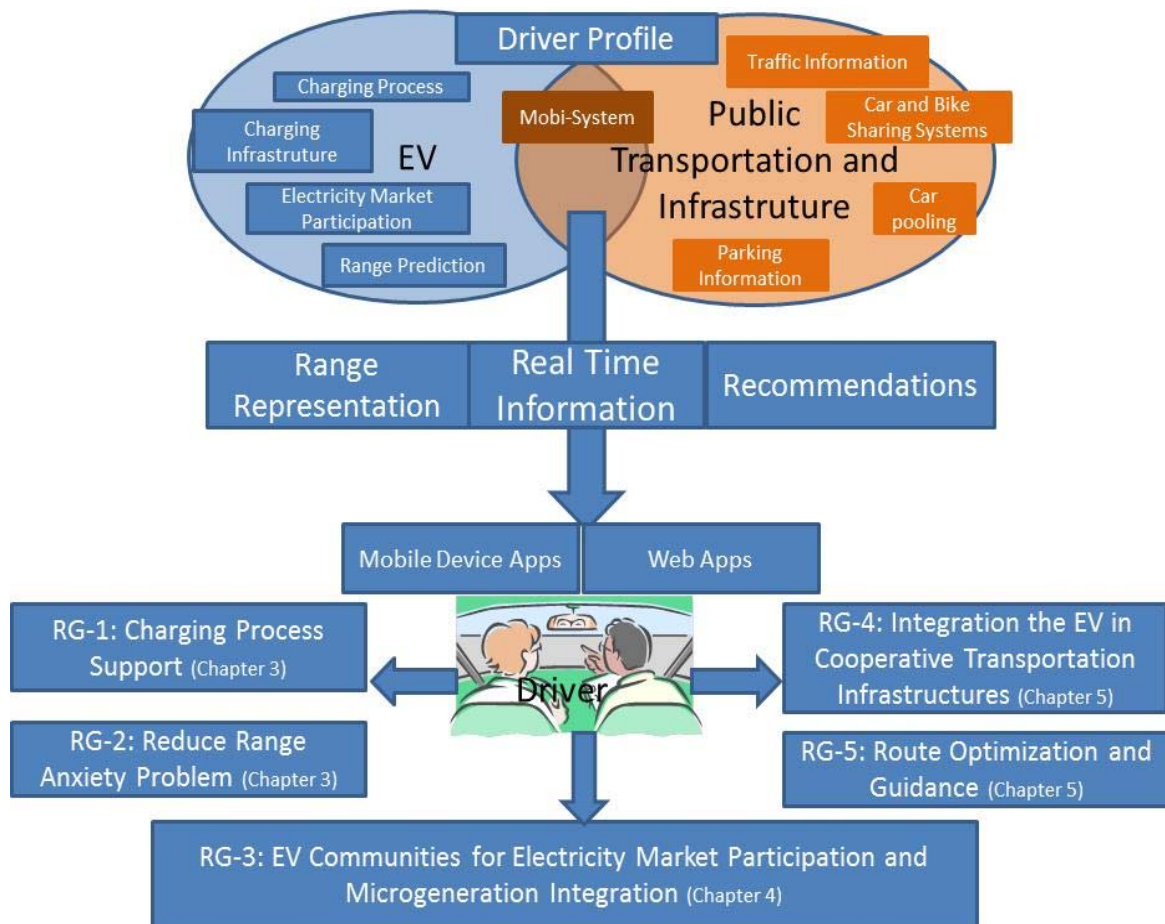 Driver Profile
Traffic Information
Charging Process
Mobi-System
Public
Transportation and
Infrastruture
Car and Bike
Sharing Systems
Charging
Infrastruture
EV
Electricity Market
Participation
Car
pooling
Range Prediction
Parking
Information
Range
Representation
Real Time
Information
Recommendations
Mobile Device Apps
Web Apps
RG-1: Charging Process
Support (Chapter 3)
Driver
RG-4: Integration the EV in
Cooperative Transportation
Infrastructures (Chapter 5)
RG-2: Reduce Range
Anxiety Problem (Chapter 3)
RG-5: Route Optimization and
Guidance (Chapter 5)
RG-3: EV Communities for Electricity Market Participation and
Microgeneration Integration (Chapter 4)